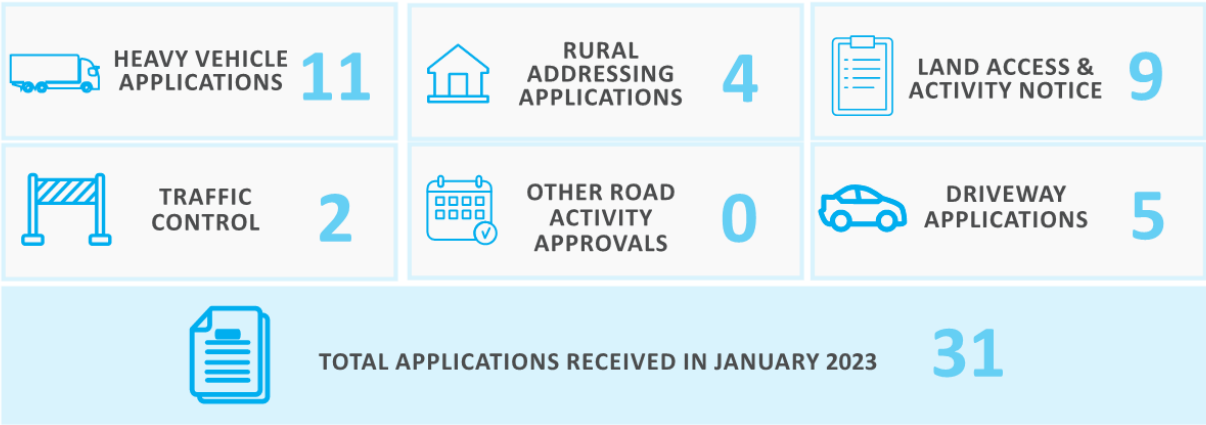 HEAVY VEHICLE
APPLICATIONS
11
RURAL
ADDRESSING
APPLICATIONS
4
LAND ACCESS &
ACTIVITY NOTICE
9
TRAFFIC
CONTROL
2
OTHER ROAD
ACTIVITY
APPROVALS
0
DRIVEWAY
APPLICATIONS
5
TOTAL APPLICATIONS RECEIVED IN JANUARY 2023
31